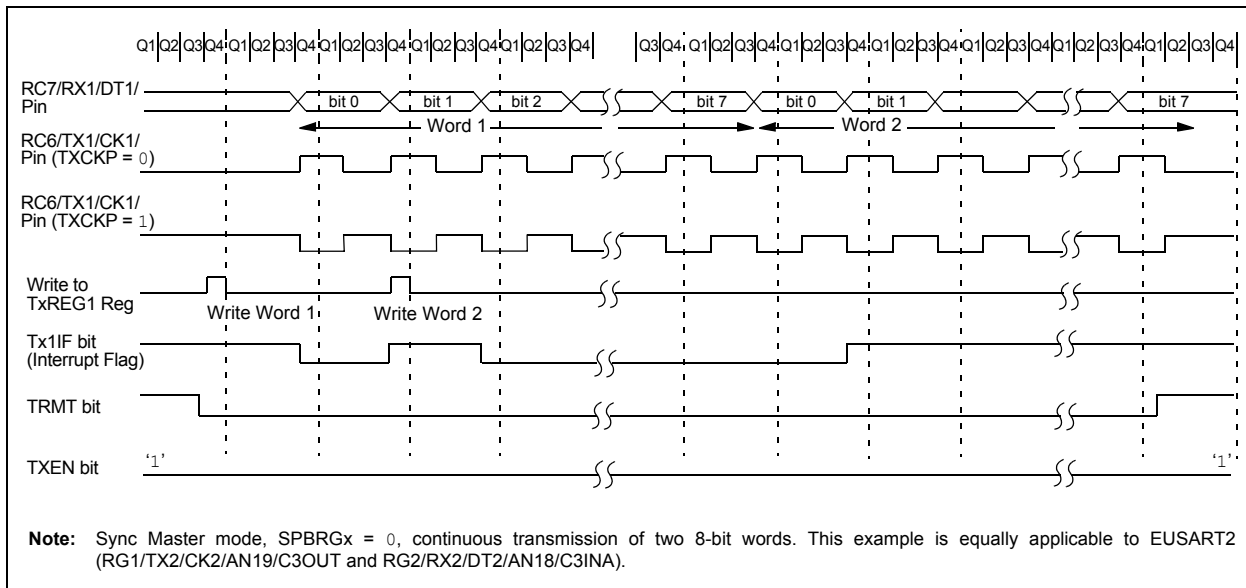 Q1 Q2 Q3 Q4 Q1 Q2 Q3 Q4 Q1 Q2 Q3 Q4 Q1 Q2 Q3 Q4 Q1 Q2 Q3 Q4 Q3 Q4 Q1 Q2 Q3 Q4 Q1 Q2 Q3 Q4 Q1 Q2 Q3 Q4 Q1 Q2 Q3 Q4 Q1 Q2 Q3 Q4 Q1 Q2 Q3 Q4
RC7/RX1/DT1/
Pin
bit 0 bit 1 bit 2 bit 7 bit 0 bit 1 bit 7
Word 1 Word 2
RC6/TX1/CK1/
Pin (TXCKP = 0)
RC6/TX1/CK1/
Pin (TXCKP = 1)
Write to
TxREG1 Reg
Write Word 1 Write Word 2
Tx1IF bit
(Interrupt Flag)
TRMT bit
TXEN bit
‘1’ ‘1’
Note: Sync Master mode, SPBRGx = 0, continuous transmission of two 8-bit words. This example is equally applicable to EUSART2
(RG1/TX2/CK2/AN19/C3OUT and RG2/RX2/DT2/AN18/C3INA).